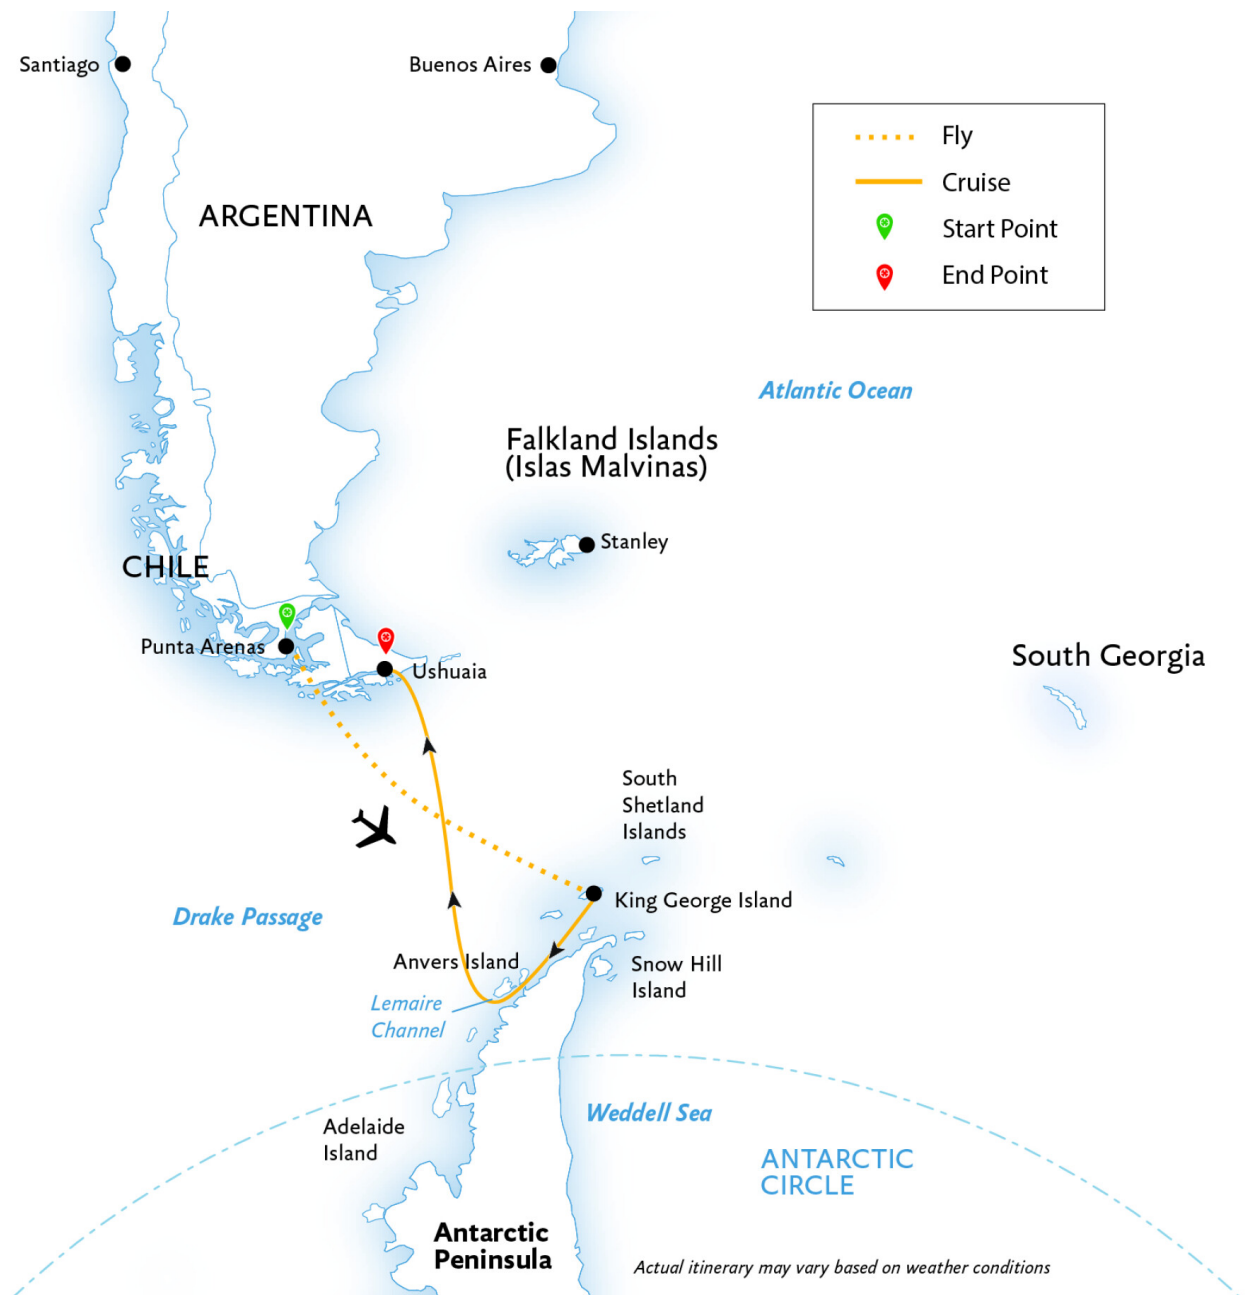 Santiago
Buenos Aires
Fly
Cruise
Start Point
End Point
ARGENTINA
Atlantic Ocean
Falkland Islands
(Islas Malvinas)
Stanley
CHILE
Punta Arenas
Ushuaia
South Georgia
South
Shetland
Islands
King George Island
Drake Passage
Anvers Island
Snow Hill
Island
Lemaire
Channel
Weddell Sea
Adelaide
Island
ANTARCTIC
CIRCLE
Antarctic
Peninsula
Actual itinerary may vary based on weather conditions